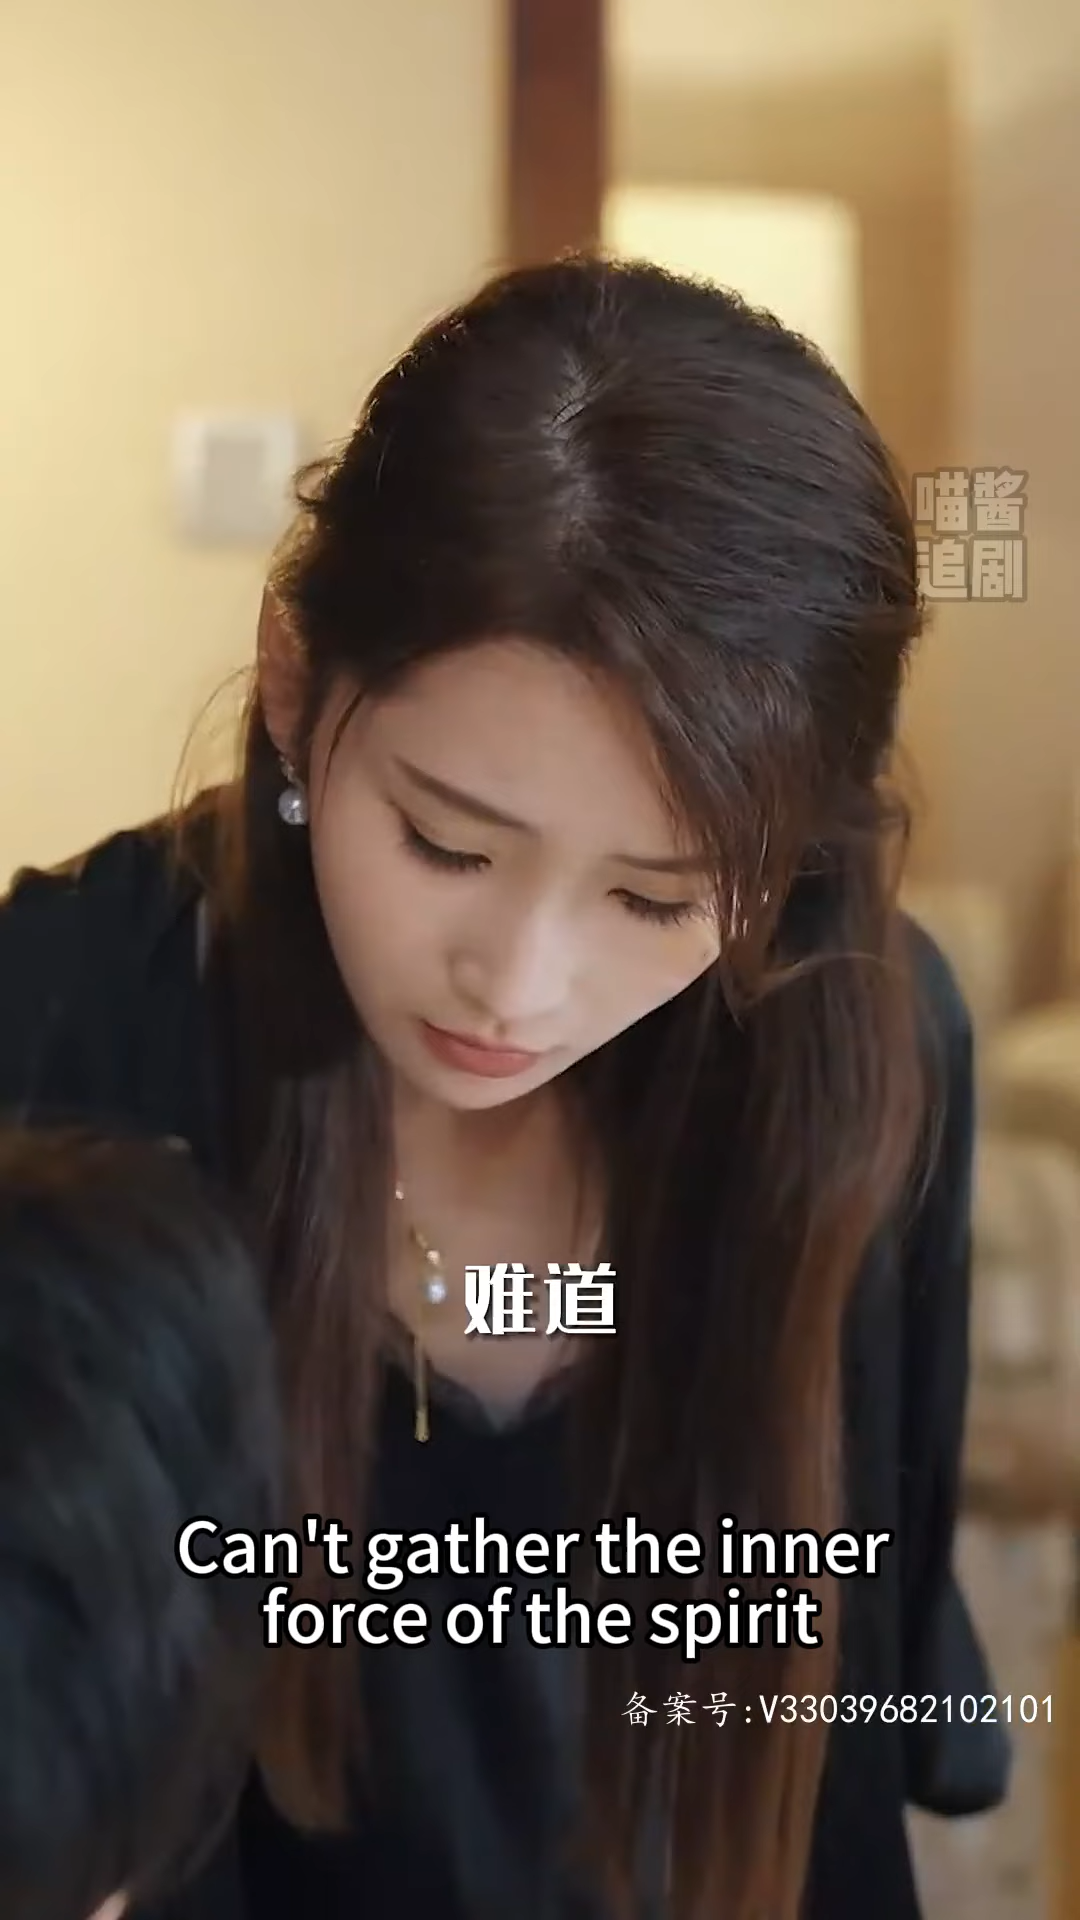 喵酱
追剧
难道
Can't gather the inner
force of the spirit
备案号:V33039682102101